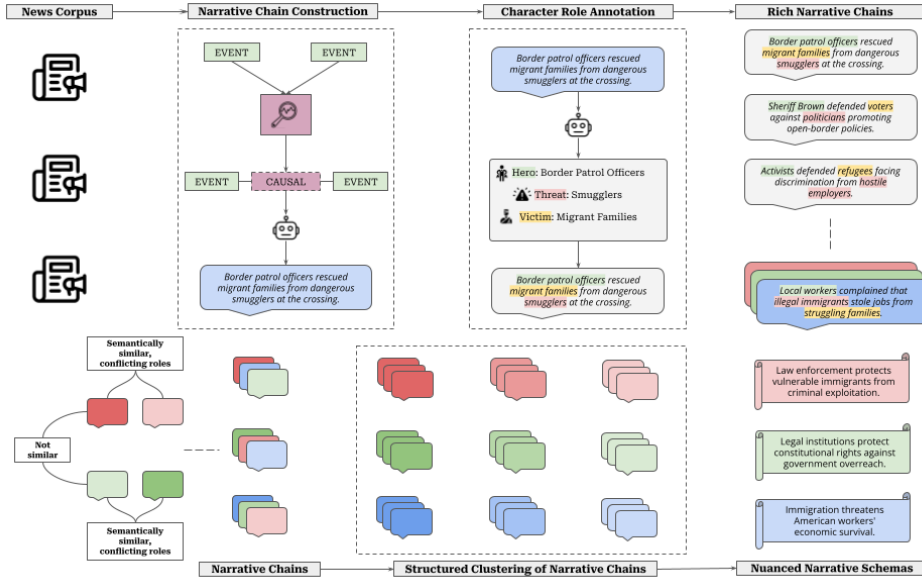 News Corpus
Narrative Chain Construction
Character Role Annotation
Rich Narrative Chains
EVENT
EVENT
EVENT
CAUSAL
EVENT
Border patrol officers rescued
migrant families from dangerous
smugglers at the crossing.
Border patrol officers rescued
migrant families from dangerous
smugglers at the crossing.
Hero: Border Patrol Officers
Threat: Smugglers
Victim: Migrant Families
Border patrol officers rescued
migrant families from dangerous
smugglers at the crossing.
Border patrol officers rescued
migrant families from dangerous
smugglers at the crossing.
Sheriff Brown defended voters
against politicians promoting
open-border policies.
Activists defended refugees facing
discrimination from hostile
employers.
Local workers complained that
illegal immigrants stole jobs from
struggling families.
Semantically
similar,
conflicting roles
Not
similar
Semantically
similar,
conflicting roles
Law enforcement protects
vulnerable immigrants from
criminal exploitation.
Legal institutions protect
constitutional rights against
government overreach.
Immigration threatens
American workers'
economic survival.
Narrative Chains
Structured Clustering of Narrative Chains
Nuanced Narrative Schemas